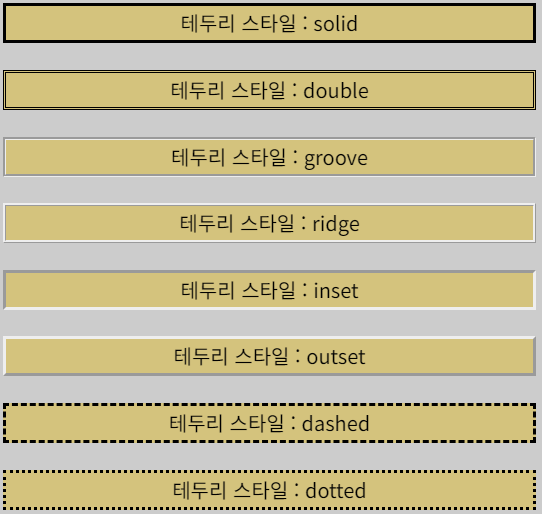 테두리 스타일 : solid
테두리 스타일 : double
테두리 스타일 : groove
테두리 스타일 : ridge
테두리 스타일 : inset
테두리 스타일 : outset
테두리 스타일 : dashed
테두리 스타일 : dotted